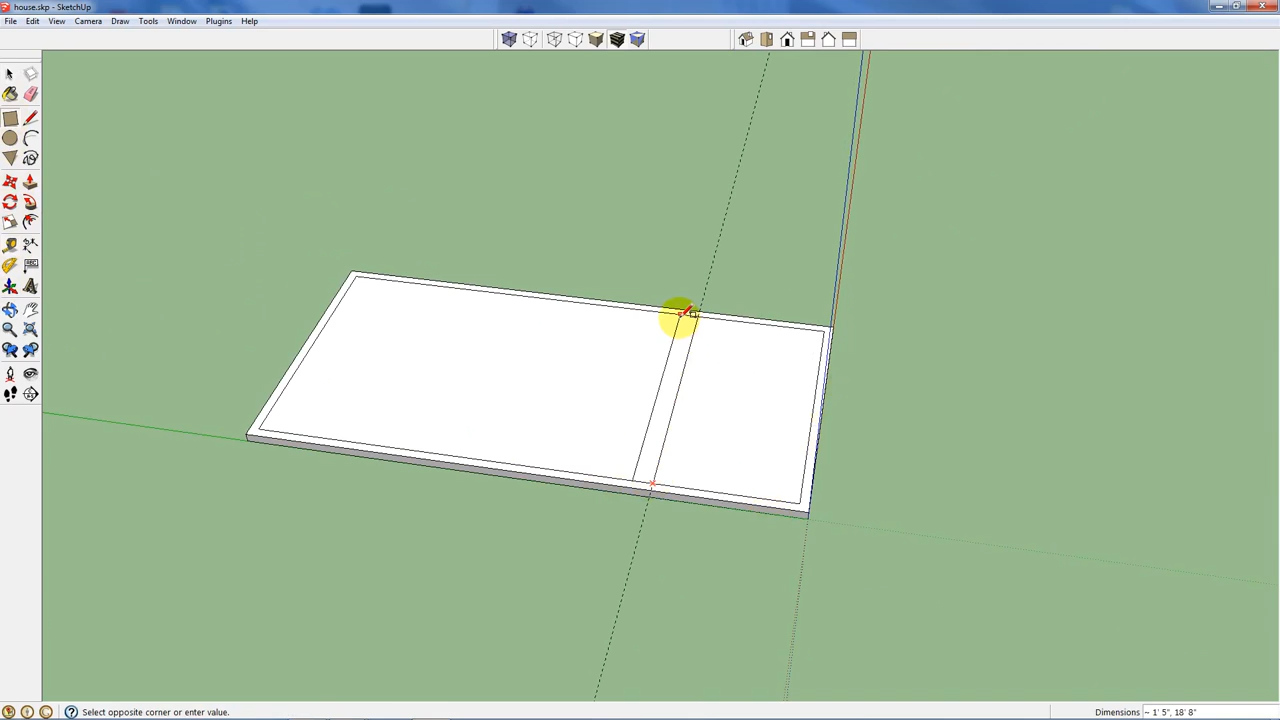 house.skp - SketchUp
File Edit View Camera Draw Tools Window Plugins Help
Select opposite corner or enter value.
Dimensions ~ 1' 5", 18' 8"